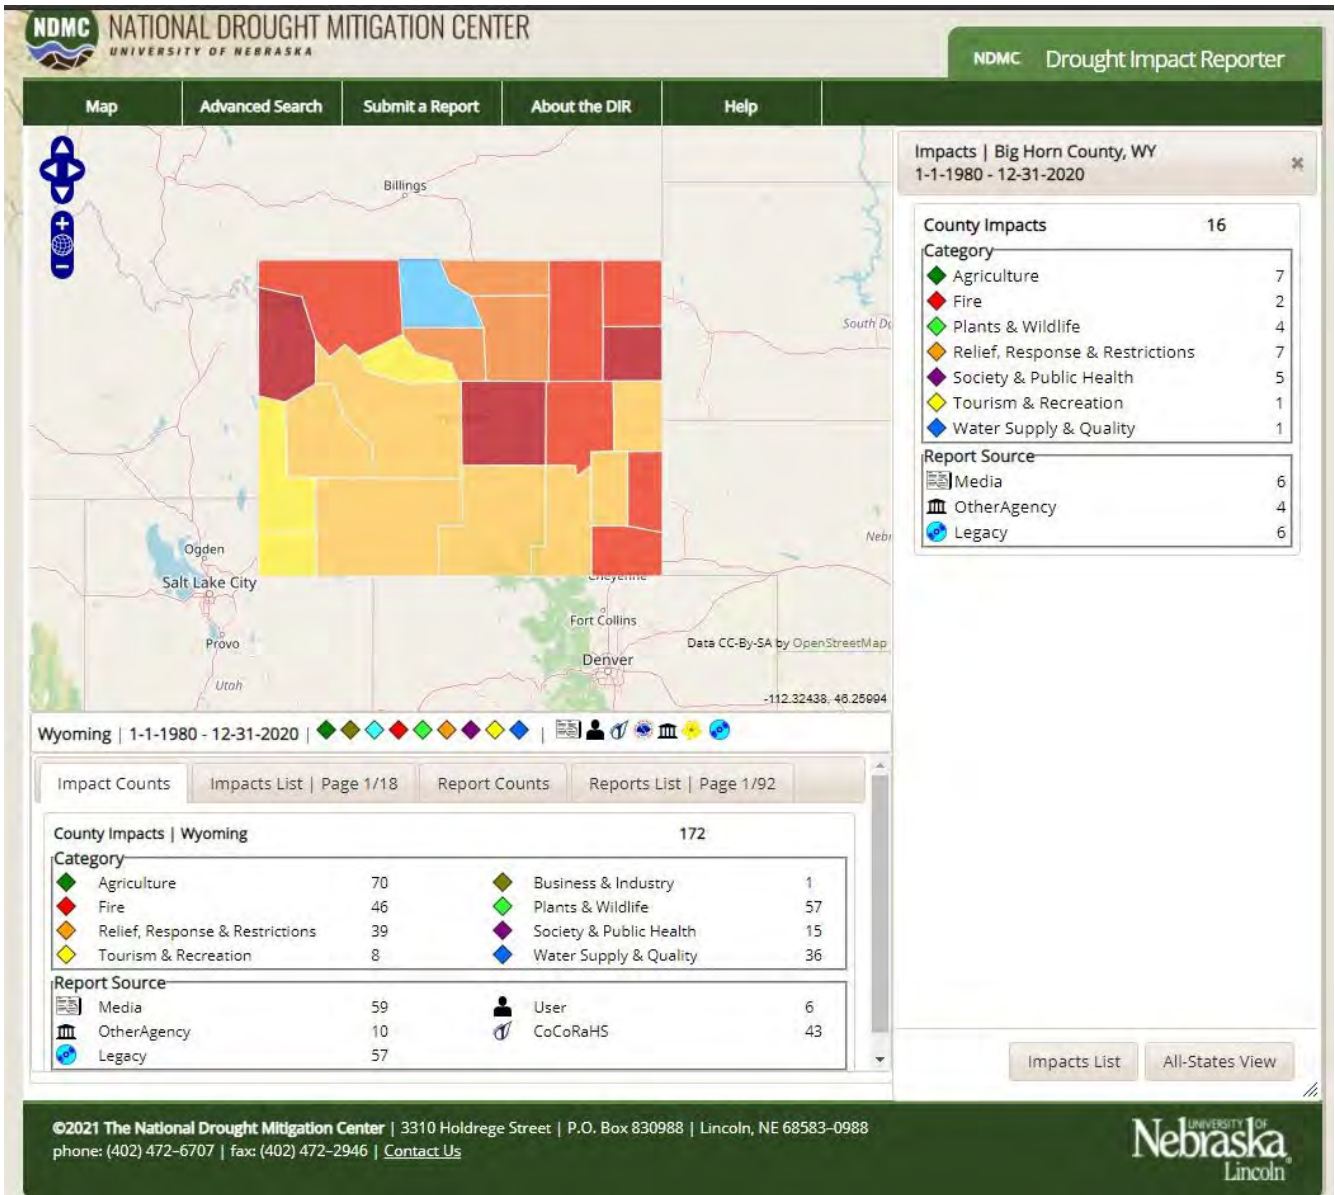 NDMC NATIONAL DROUGHT MITIGATION CENTER
UNIVERSITY OF NEBRASKA
NDMC Drought Impact Reporter
Map Advanced Search Submit a Report About the DIR Help
Billings
South Da
Nebr
Ogden
Salt Lake City
Cheyenne
Fort Collins
Provo
Data CC-By-SA by OpenStreetMap
Denver
Utah
-112.32438, 46.25994
Impacts | Big Horn County, WY
1-1-1980 - 12-31-2020
County Impacts 16
Category
Agriculture 7
Fire 2
Plants & Wildlife 4
Relief, Response & Restrictions 7
Society & Public Health 5
Tourism & Recreation 1
Water Supply & Quality 1
Report Source
Media 6
OtherAgency 4
Legacy 6
Wyoming | 1-1-1980 - 12-31-2020 | |
Impact Counts Impacts List | Page 1/18 Report Counts Reports List | Page 1/92
County Impacts | Wyoming 172
Category
Agriculture 70 Business & Industry 1
Fire 46 Plants & Wildlife 57
Relief, Response & Restrictions 39 Society & Public Health 15
Tourism & Recreation 8 Water Supply & Quality 36
Report Source
Media 59 User 6
OtherAgency 10 CoCoRaHS 43
Legacy 57
Impacts List All-States View
©2021 The National Drought Mitigation Center | 3310 Holdrege Street | P.O. Box 830988 | Lincoln, NE 68583–0988
phone: (402) 472–6707 | fax: (402) 472–2946 | Contact Us
UNIVERSITY OF
Nebraska
Lincoln